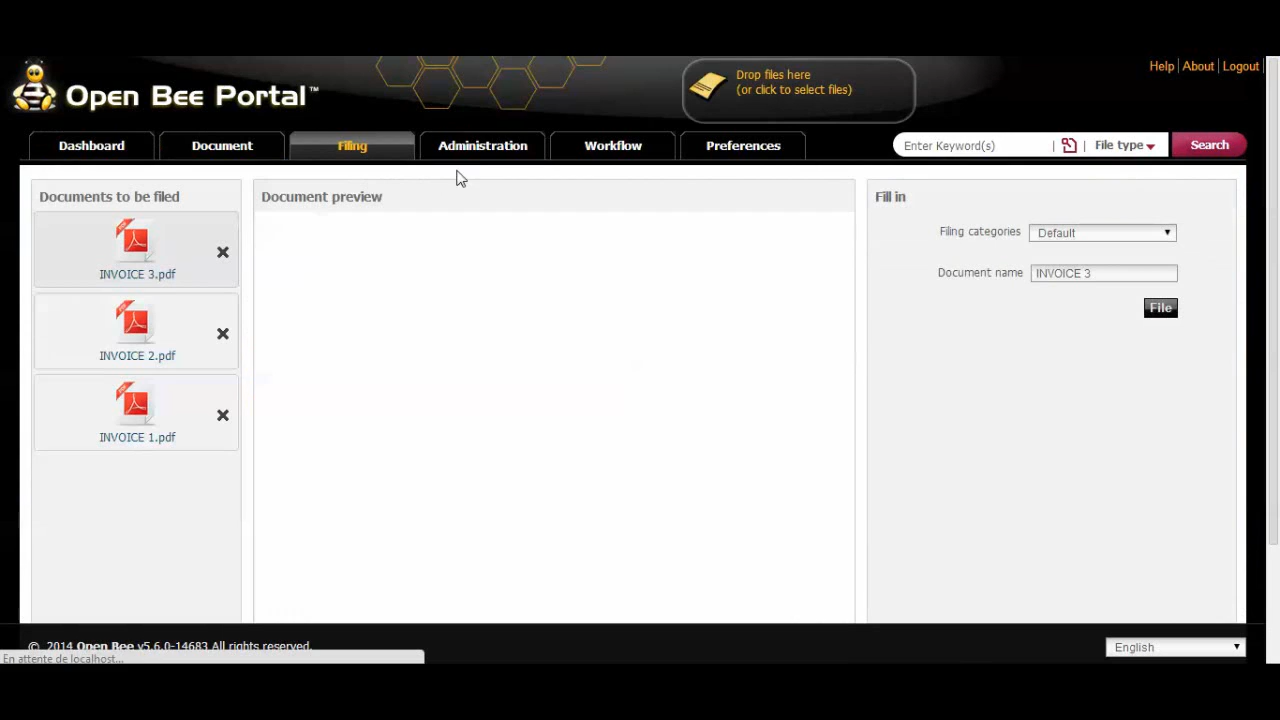 Help | About | Logout
Open Bee Portal™
Drop files here
(or click to select files)
Dashboard
Document
Filing
Administration
Workflow
Preferences
Enter Keyword(s)
File type
Search
Documents to be filed
INVOICE 3.pdf
INVOICE 2.pdf
INVOICE 1.pdf
Document preview
Fill in
Filing categories
Default
Document name
INVOICE 3
File
© 2014 Open Bee v5.6.0-14683 All rights reserved.
English
En attente de localhost...